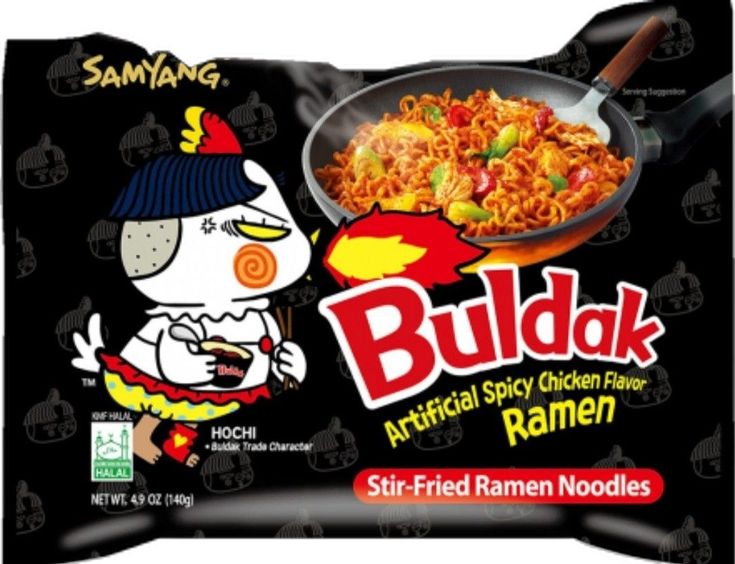 SAMYANG®
Serving Suggestion
Buldak
Artificial Spicy Chicken Flavor
Ramen
TM
KMF HALAL
HALAL
HOCHI
• Buldak Trade Character
Stir-Fried Ramen Noodles
NET WT. 4.9 OZ (140g)